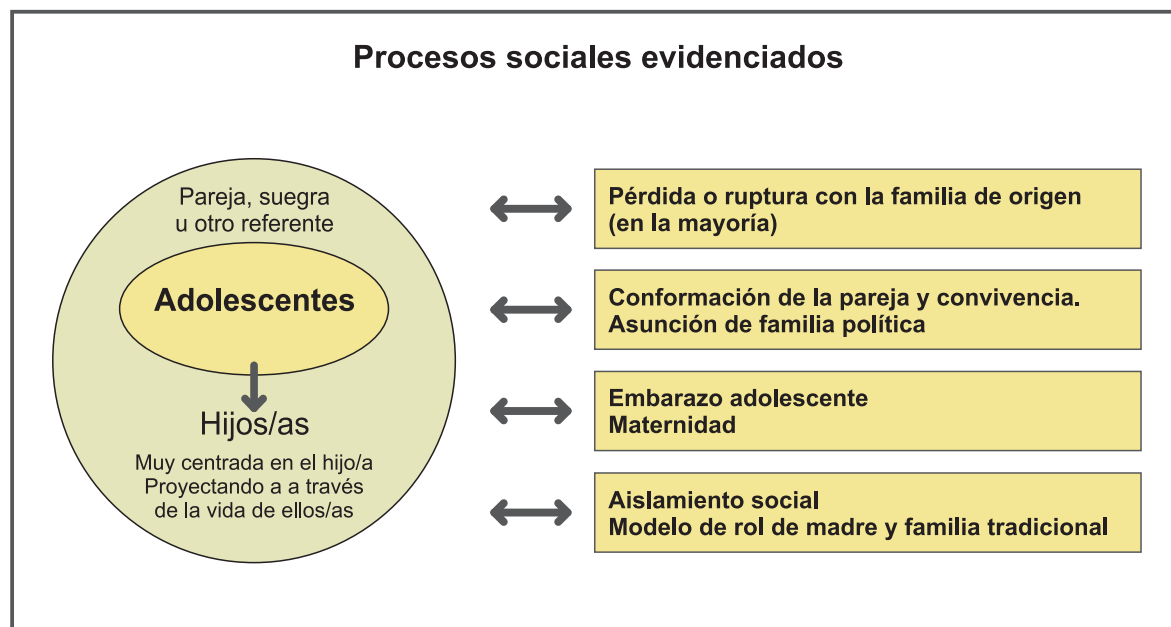 Procesos sociales evidenciados
Pareja, suegra
u otro referente
Adolescentes
Hijos/as
Muy centrada en el hijo/a
Proyectando a a través
de la vida de ellos/as
Pérdida o ruptura con la familia de origen
(en la mayoría)
Conformación de la pareja y convivencia.
Asunción de familia política
Embarazo adolescente
Maternidad
Aislamiento social
Modelo de rol de madre y familia tradicional